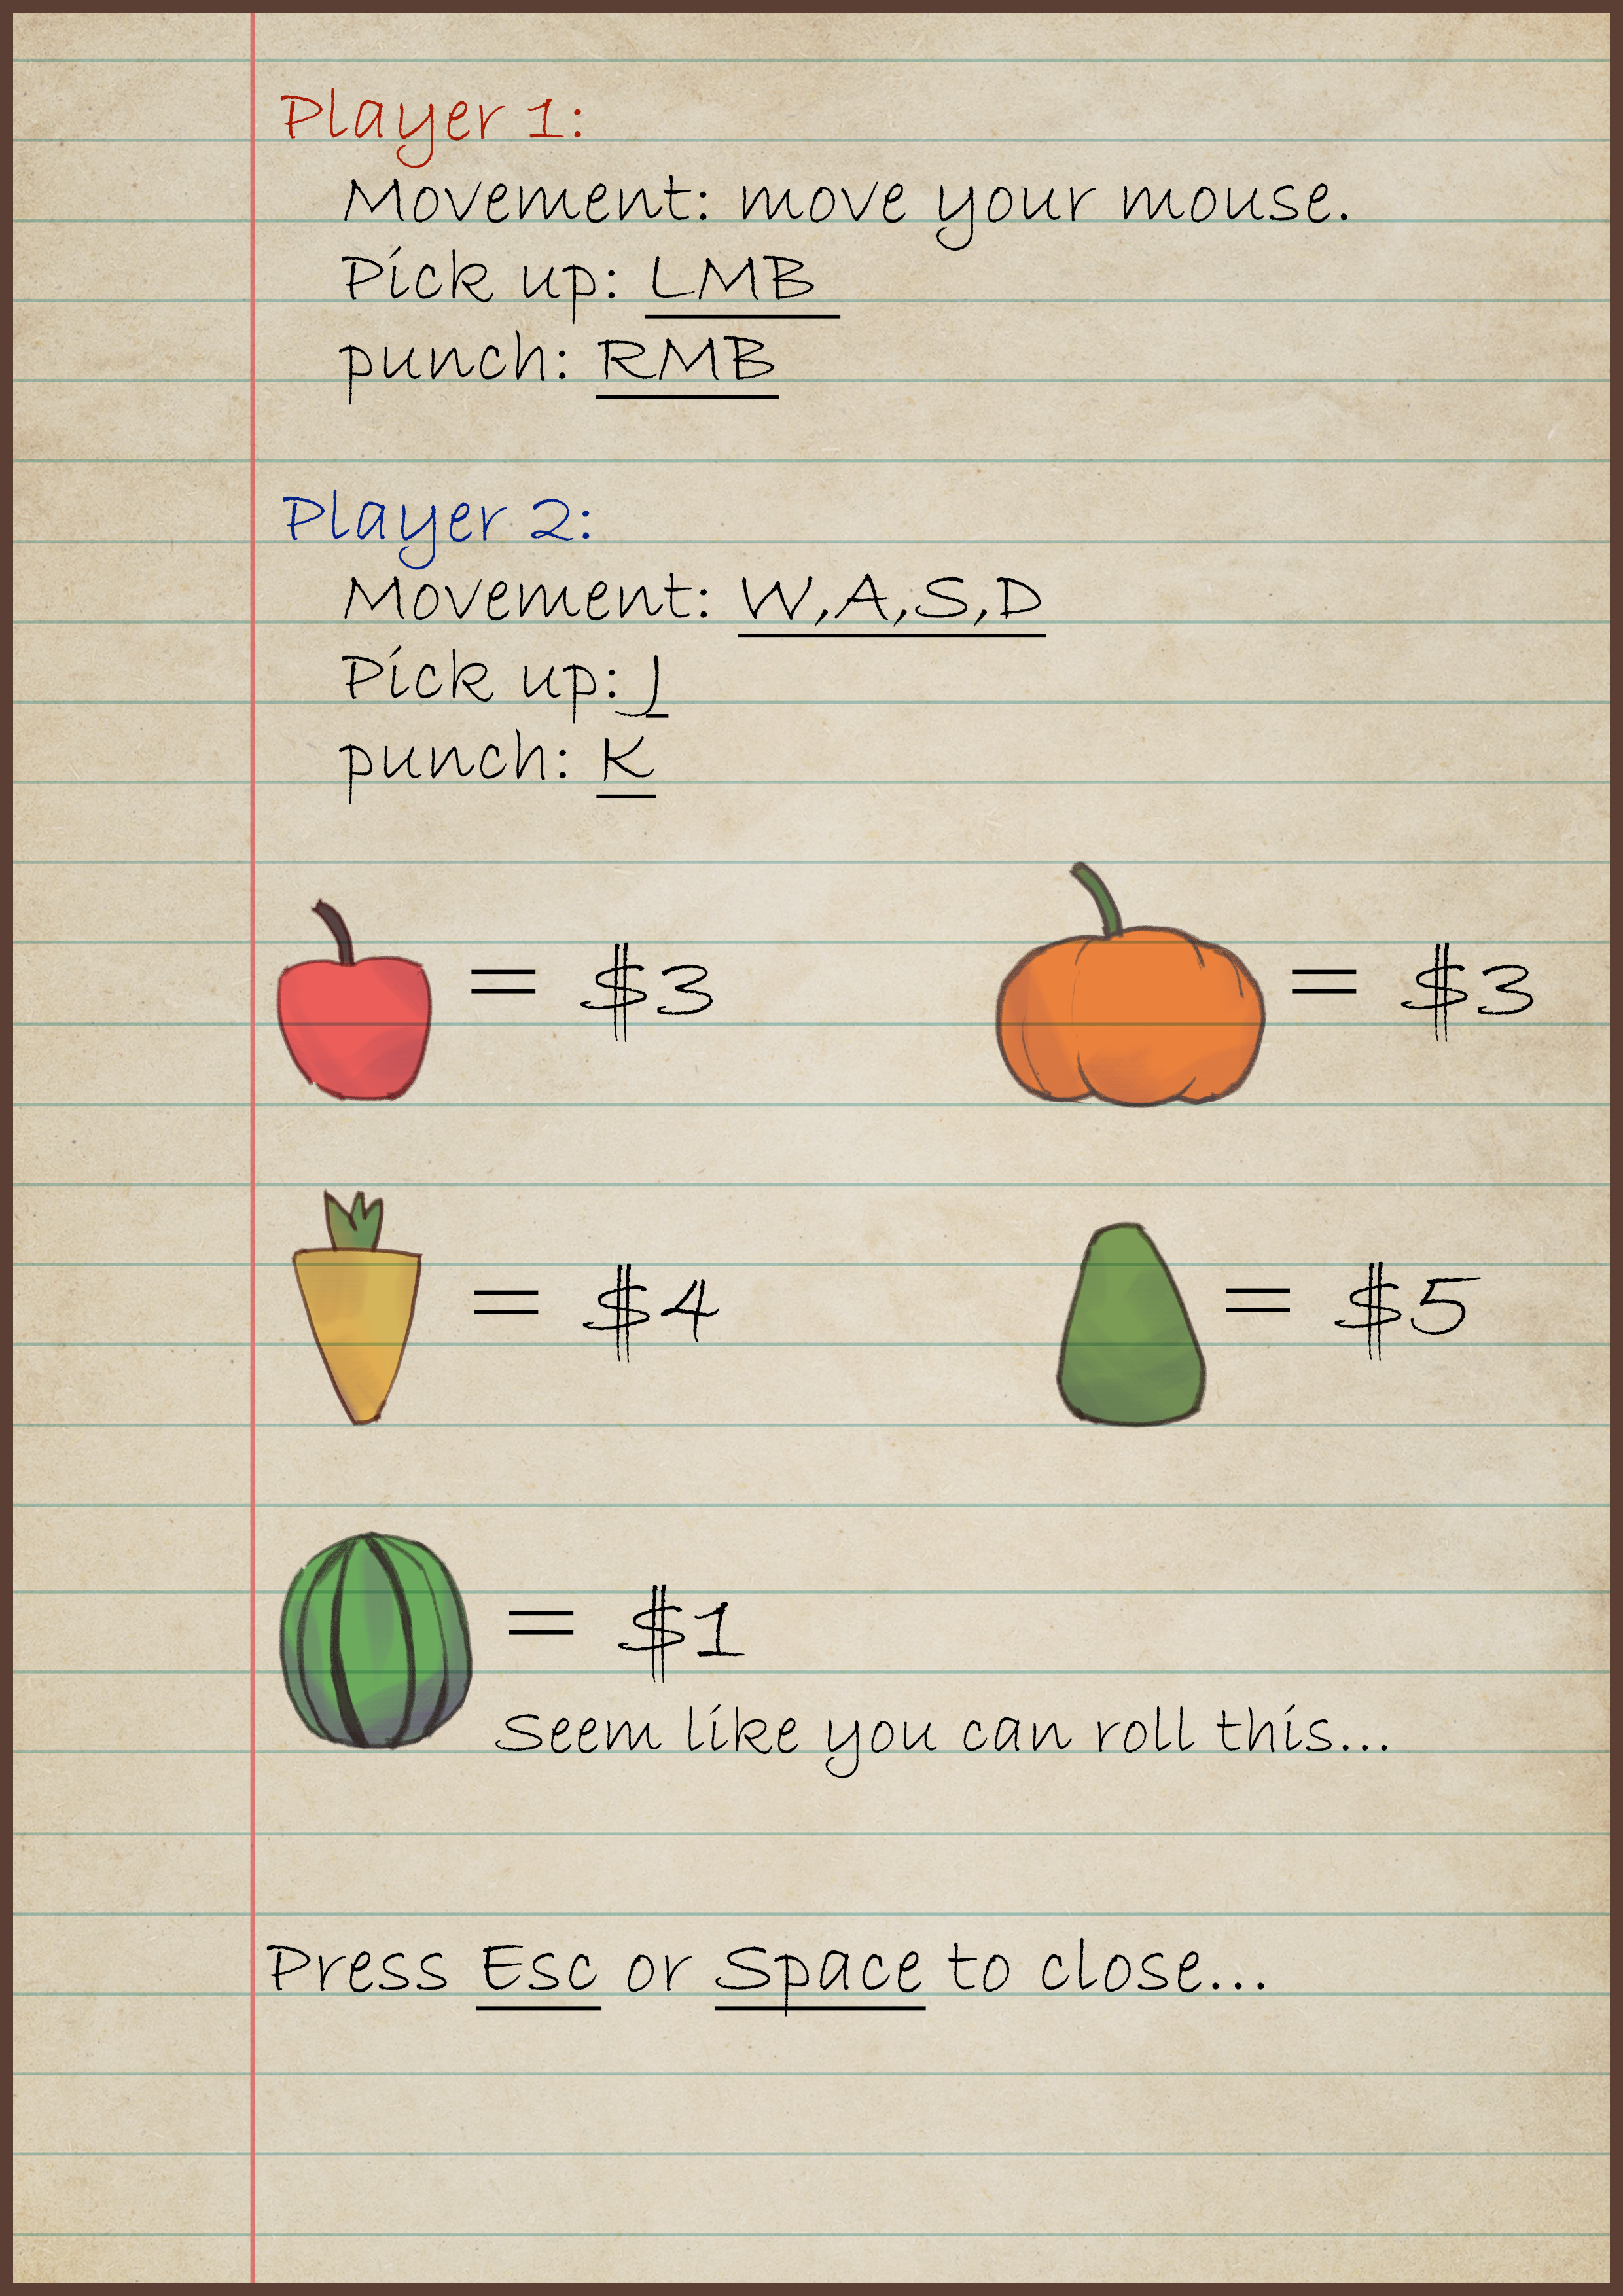 Player 1:
Movement: move your mouse.
Pick up: LMB
punch: RMB
Player 2:
Movement: W,A,S,D
Pick up: J
punch: K
= $3
= $3
= $4
= $5
= $1
Seem like you can roll this...
Press Esc or Space to close...